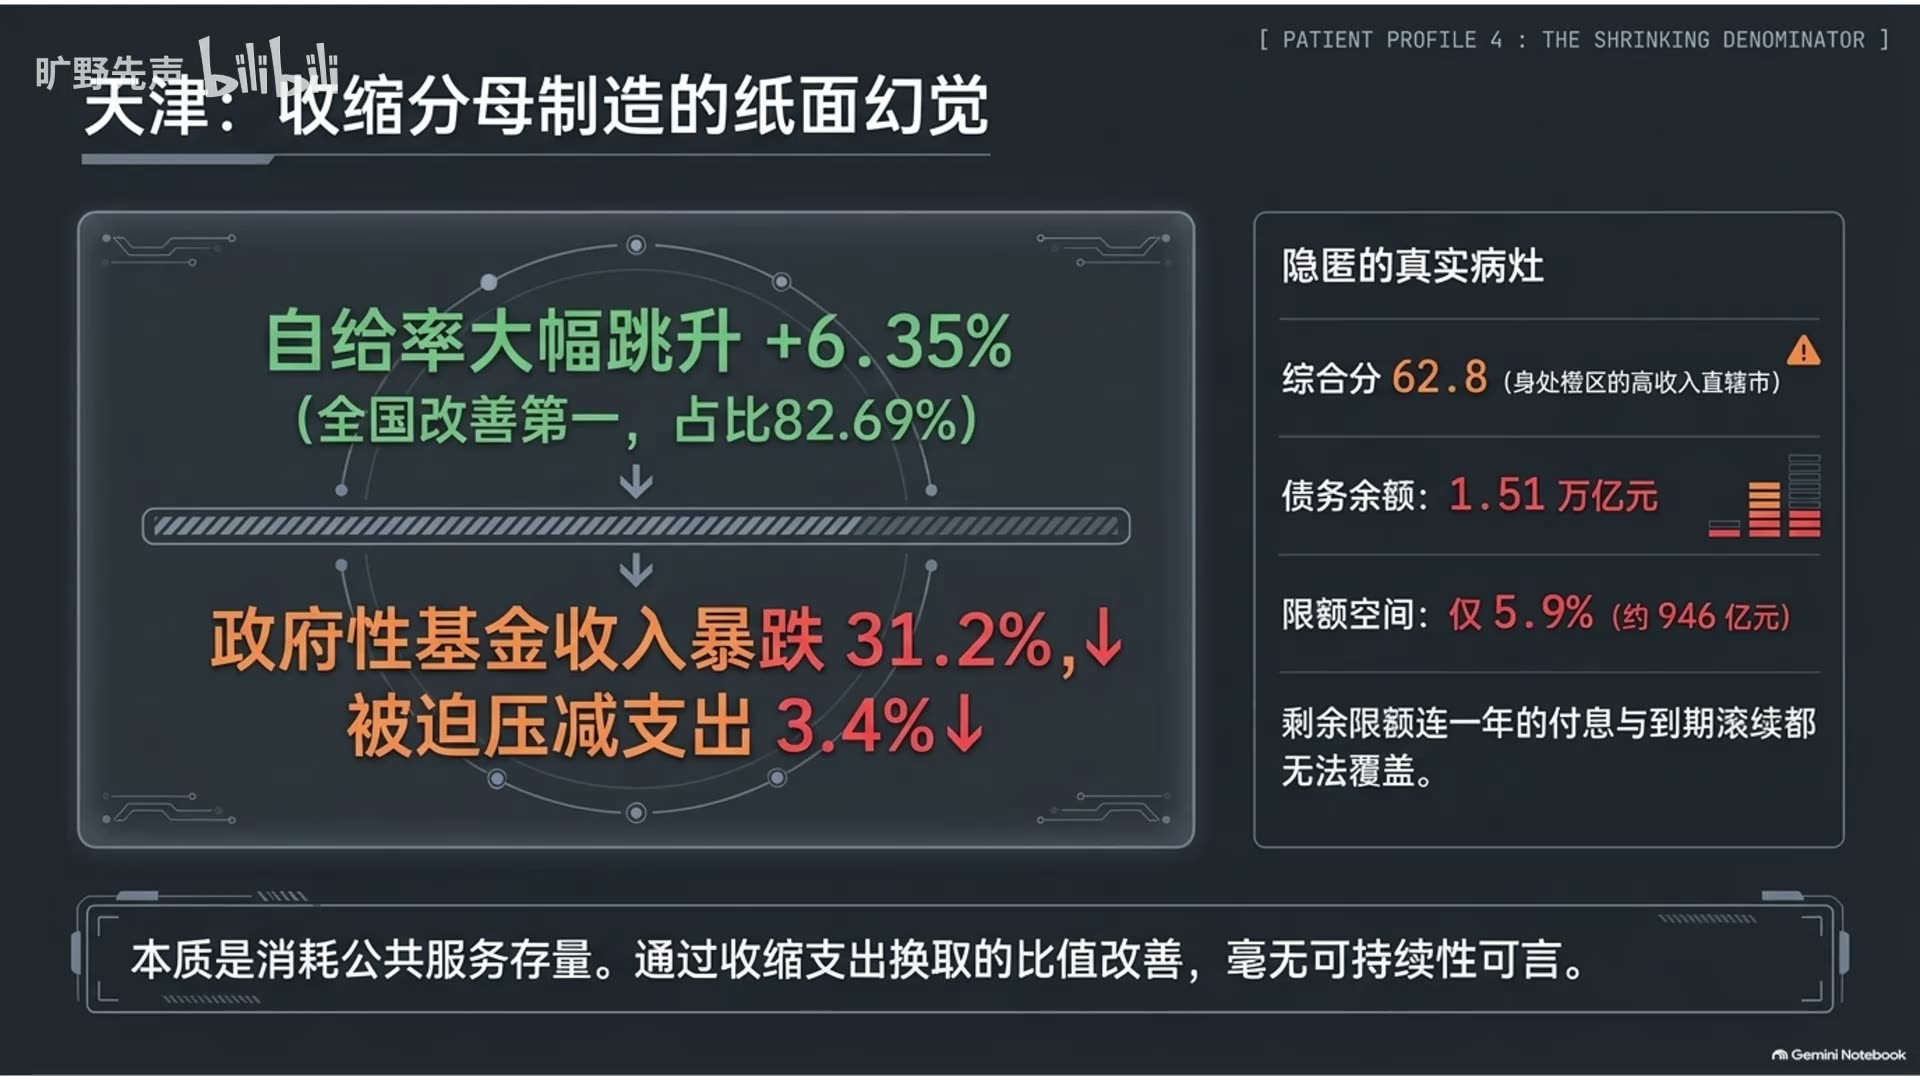 [ PATIENT PROFILE 4 : THE SHRINKING DENOMINATOR ]
旷野先声 bilibili
天津：收缩分母制造的纸面幻觉
自给率大幅跳升 +6.35%
（全国改善第一，占比82.69%）
政府性基金收入暴跌 31.2%,↓
被迫压减支出 3.4%↓
隐匿的真实病灶
综合分 62.8（身处橙区的高收入直辖市）
债务余额：1.51 万亿元
限额空间：仅 5.9%（约 946 亿元）
剩余限额连一年的付息与到期滚续都
无法覆盖。
本质是消耗公共服务存量。通过收缩支出换取的比值改善，毫无可持续性可言。
Gemini Notebook